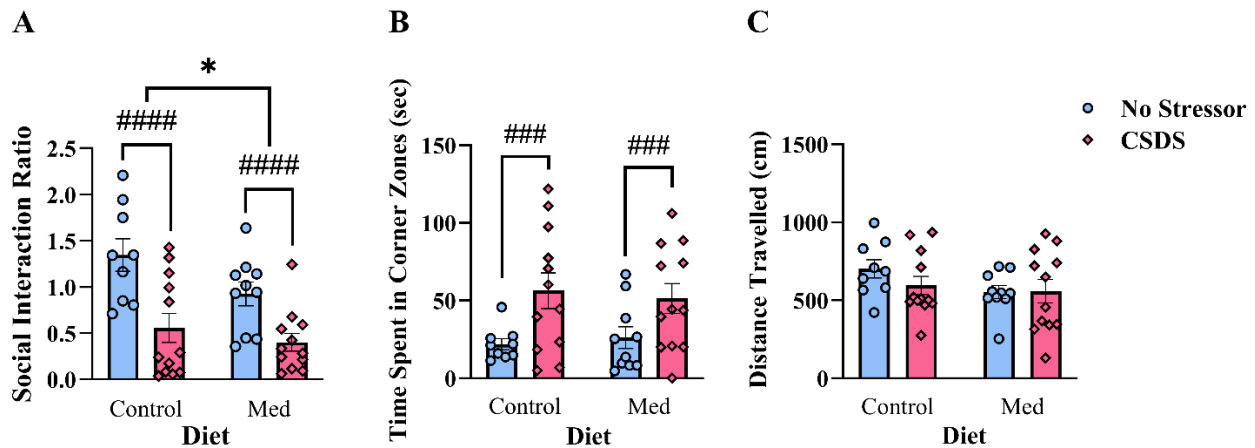 A
B
C
*
####
####
###
###
No Stressor
CSDS
Social Interaction Ratio
2.5
2.0
1.5
1.0
0.5
0.0
Control
Med
Diet
Time Spent in Corner Zones (sec)
150
100
50
0
Control
Med
Diet
Distance Travelled (cm)
1500
1000
500
0
Control
Med
Diet